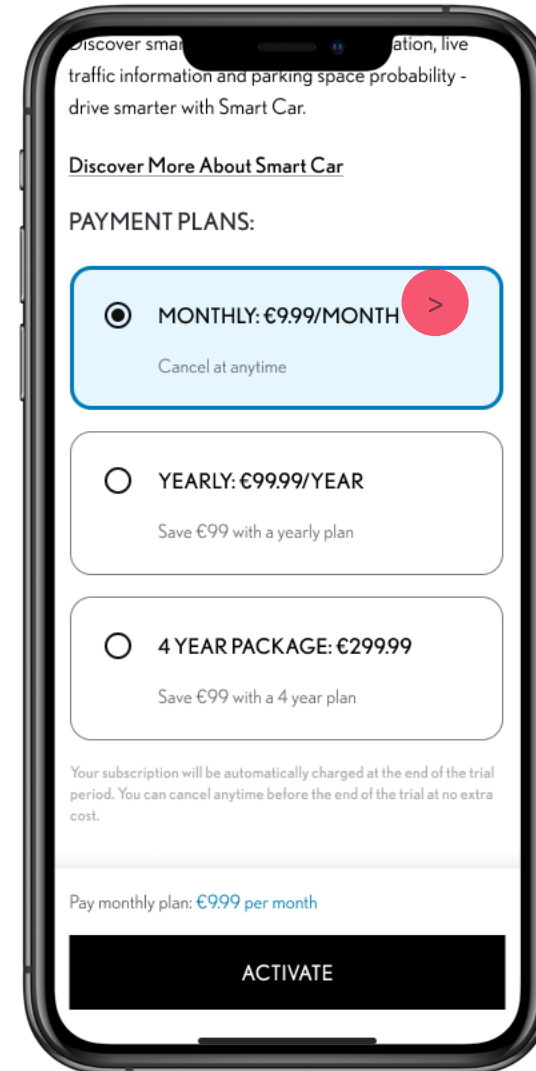 Discover smar ation, live
traffic information and parking space probability -
drive smarter with Smart Car.
Discover More About Smart Car
PAYMENT PLANS:
MONTHLY: €9.99/MONTH >
Cancel at anytime
YEARLY: €99.99/YEAR
Save €99 with a yearly plan
4 YEAR PACKAGE: €299.99
Save €99 with a 4 year plan
Your subscription will be automatically charged at the end of the trial
period. You can cancel anytime before the end of the trial at no extra
cost.
Pay monthly plan: €9.99 per month
ACTIVATE